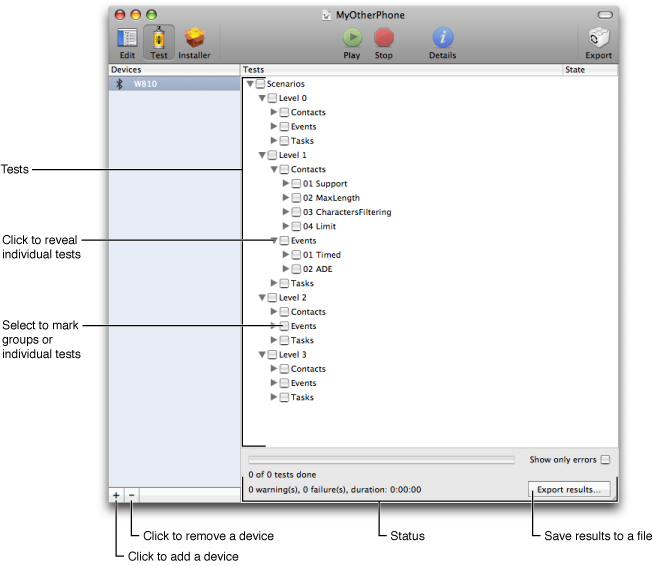 MyOtherPhone
Edit
Test
Installer
Play
Stop
Details
Export
Devices
Tests
State
W810
Scenarios
Level 0
Contacts
Events
Tasks
Level 1
Contacts
01 Support
02 MaxLength
03 CharactersFiltering
04 Limit
Events
01 Timed
02 ADE
Tasks
Level 2
Contacts
Events
Tasks
Level 3
Contacts
Events
Tasks
Tests
Click to reveal
individual tests
Select to mark
groups or
individual tests
Show only errors
0 of 0 tests done
0 warning(s), 0 failure(s), duration: 0:00:00
Export results...
+ −
Click to remove a device
Status
Save results to a file
Click to add a device